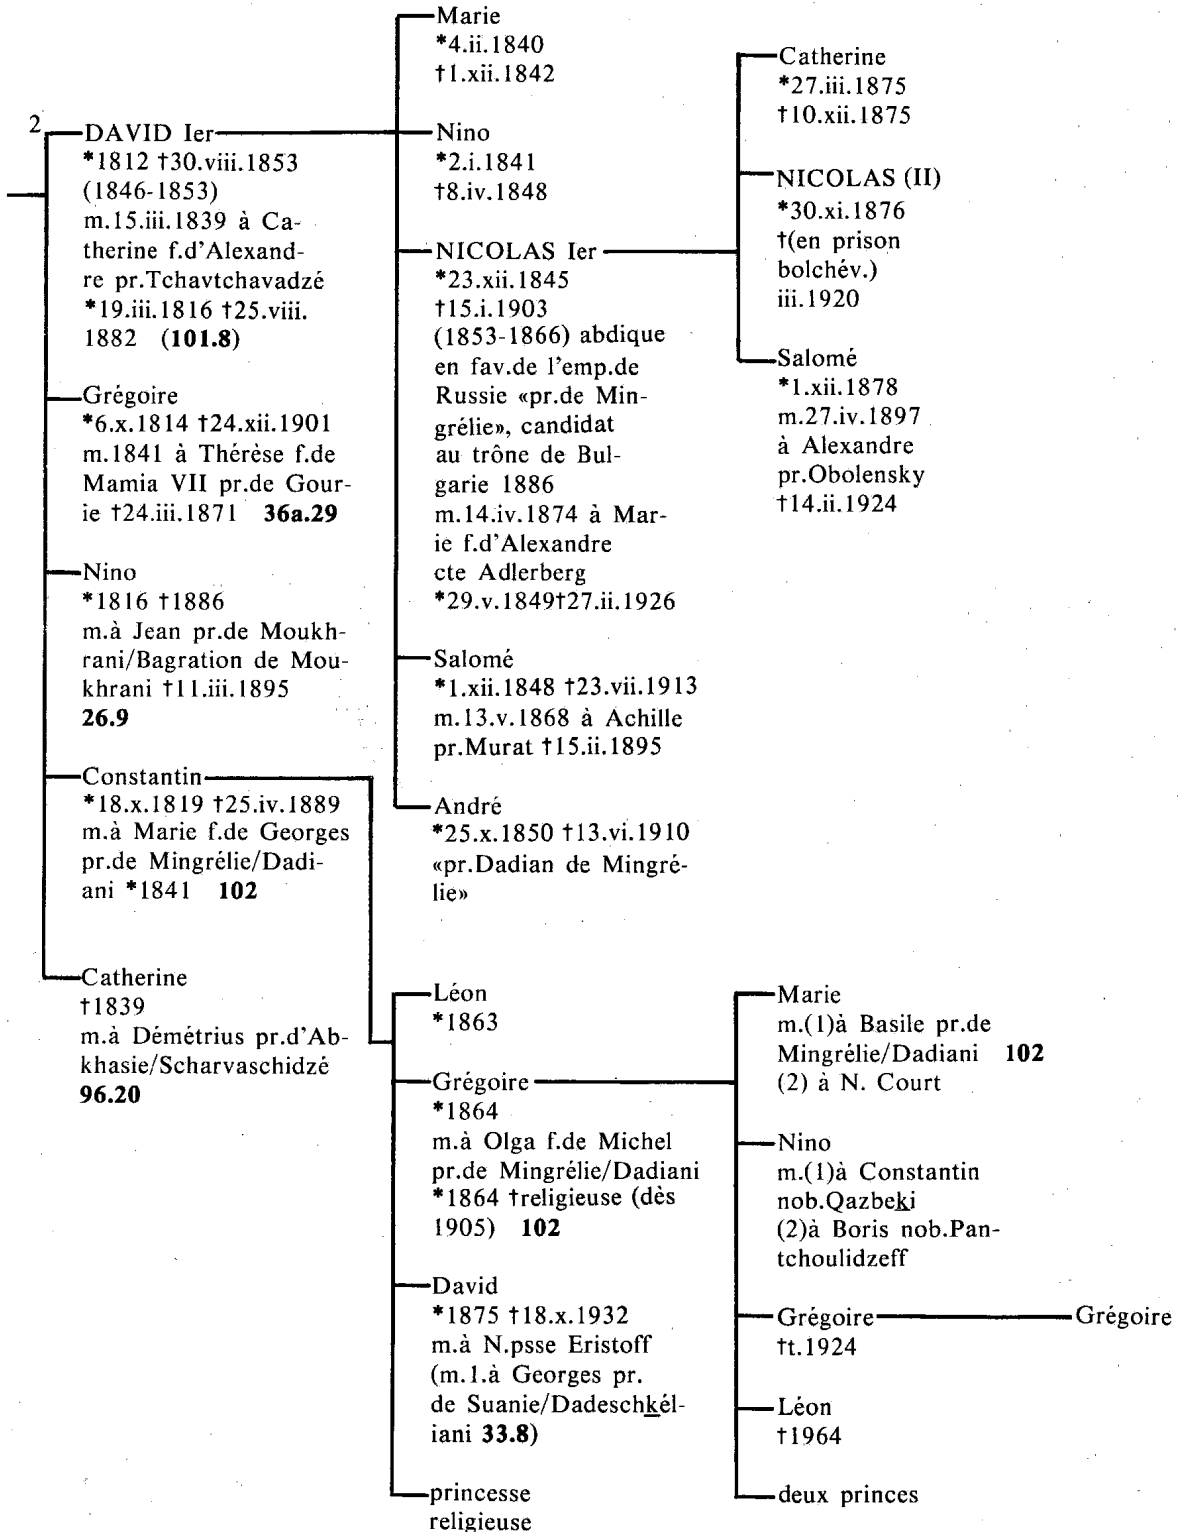 2
DAVID Ier
*1812 †30.viii.1853
(1846-1853)
m.15.iii.1839 à Ca-
therine f.d'Alexand-
re pr.Tchavtchavadzé
*19.iii.1816 †25.viii.
1882 (101.8)
Grégoire
*6.x.1814 †24.xii.1901
m.1841 à Thérèse f.de
Mamia VII pr.de Gour-
ie †24.iii.1871 36a.29
Nino
*1816 †1886
m.à Jean pr.de Moukh-
rani/Bagration de Mou-
khrani †11.iii.1895
26.9
Constantin
*18.x.1819 †25.iv.1889
m.à Marie f.de Georges
pr.de Mingrélie/Dadi-
ani *1841 102
Catherine
†1839
m.à Démétrius pr.d'Ab-
khasie/Scharvaschidzé
96.20
Marie
*4.ii.1840
†1.xii.1842
Nino
*2.i.1841
†8.iv.1848
NICOLAS Ier
*23.xii.1845
†15.i.1903
(1853-1866) abdique
en fav.de l'emp.de
Russie «pr.de Min-
grélie», candidat
au trône de Bul-
garie 1886
m.14.iv.1874 à Mar-
ie f.d'Alexandre
cte Adlerberg
*29.v.1849†27.ii.1926
Salomé
*1.xii.1848 †23.vii.1913
m.13.v.1868 à Achille
pr.Murat †15.ii.1895
André
*25.x.1850 †13.vi.1910
«pr.Dadian de Mingré-
lie»
Léon
*1863
Grégoire
*1864
m.à Olga f.de Michel
pr.de Mingrélie/Dadiani
*1864 †religieuse (dès
1905) 102
David
*1875 †18.x.1932
m.à N.psse Eristoff
(m.1.à Georges pr.
de Suanie/Dadeschkél-
iani 33.8)
princesse
religieuse
Catherine
*27.iii.1875
†10.xii.1875
NICOLAS (II)
*30.xi.1876
†(en prison
bolchév.)
iii.1920
Salomé
*1.xii.1878
m.27.iv.1897
à Alexandre
pr.Obolensky
†14.ii.1924
Marie
m.(1)à Basile pr.de
Mingrélie/Dadiani 102
(2) à N. Court
Nino
m.(1)à Constantin
nob.Qazbeki
(2)à Boris nob.Pan-
tchoulidzeff
Grégoire
†t.1924
Léon
†1964
deux princes
Grégoire